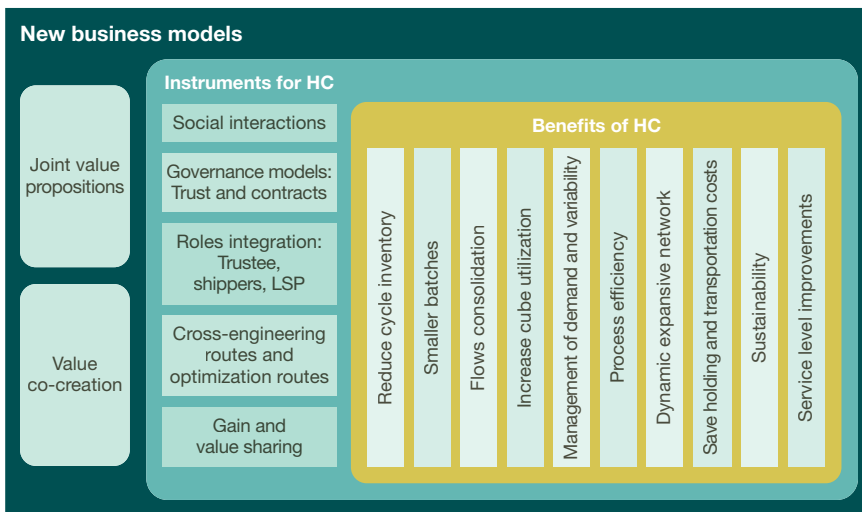 New business models
Joint value
propositions
Value
co-creation
Instruments for HC
Social interactions
Governance models:
Trust and contracts
Roles integration:
Trustee,
shippers, LSP
Cross-engineering
routes and
optimization routes
Gain and
value sharing
Benefits of HC
Reduce cycle inventory
Smaller batches
Flows consolidation
Increase cube utilization
Management of demand and variability
Process efficiency
Dynamic expansive network
Save holding and transportation costs
Sustainability
Service level improvements